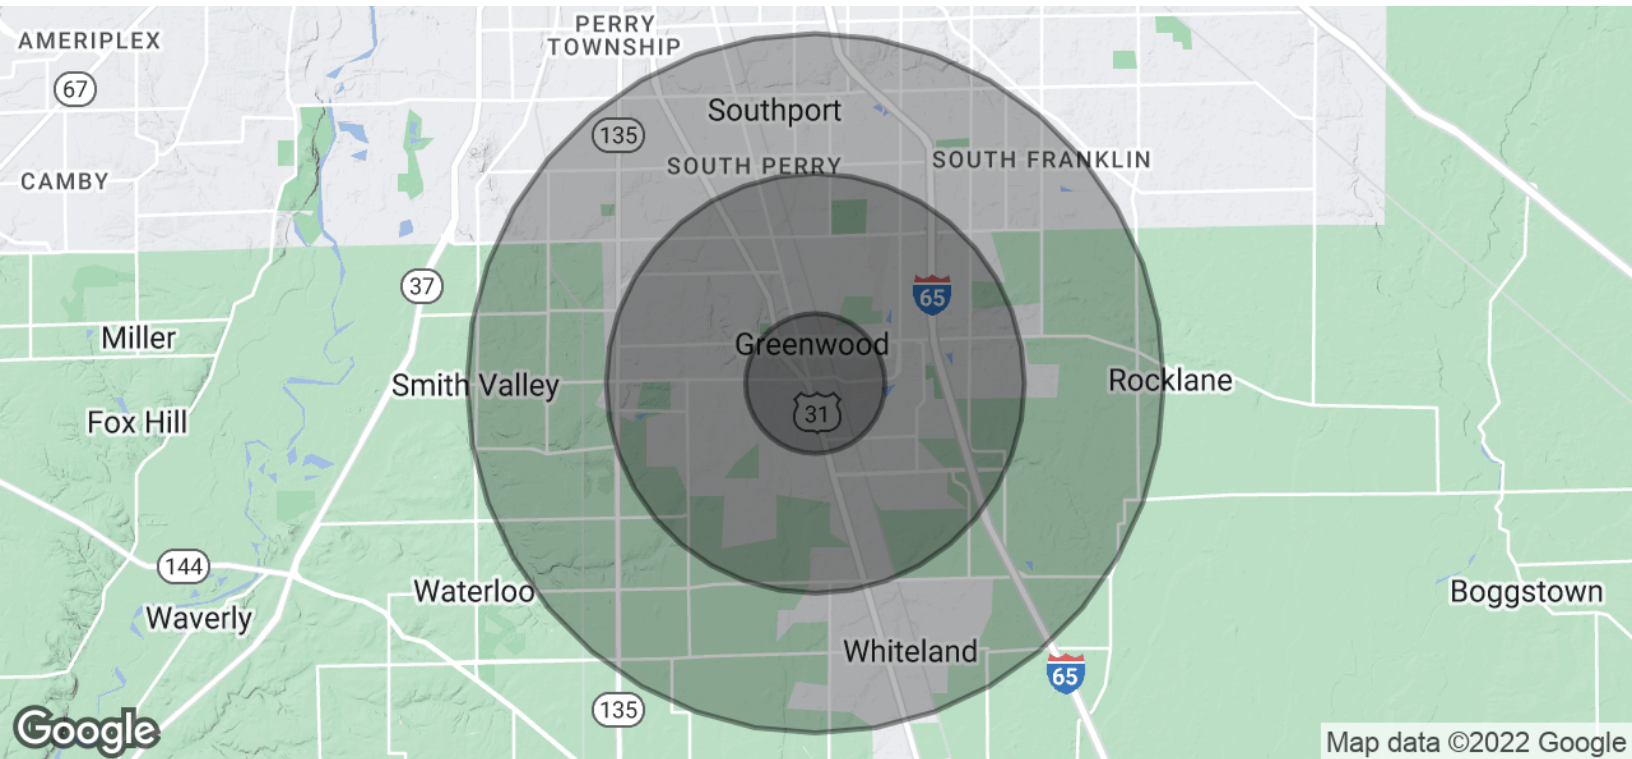 PERRY
TOWNSHIP
AMERIPLEX
67
Southport
135
SOUTH PERRY
SOUTH FRANKLIN
CAMBY
37
65
Miller
Greenwood
Smith Valley
Rocklane
31
Fox Hill
144
Waterloo
Boggstown
Waverly
Whiteland
65
135
Google
Map data ©2022 Google